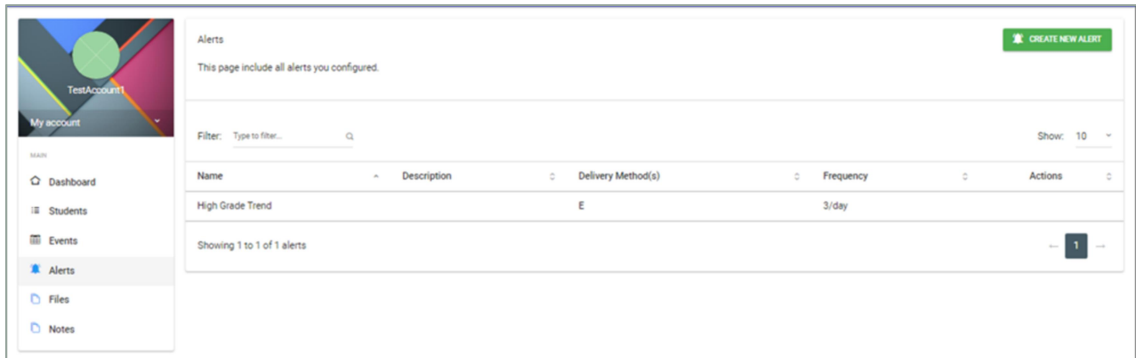 TestAccount1
My account
MAIN
Dashboard
Students
Events
Alerts
Files
Notes
Alerts
CREATE NEW ALERT
This page include all alerts you configured.
Filter: Type to filter... Show: 10
Name Description Delivery Method(s) Frequency Actions
High Grade Trend E 3/day
Showing 1 to 1 of 1 alerts ← 1 →